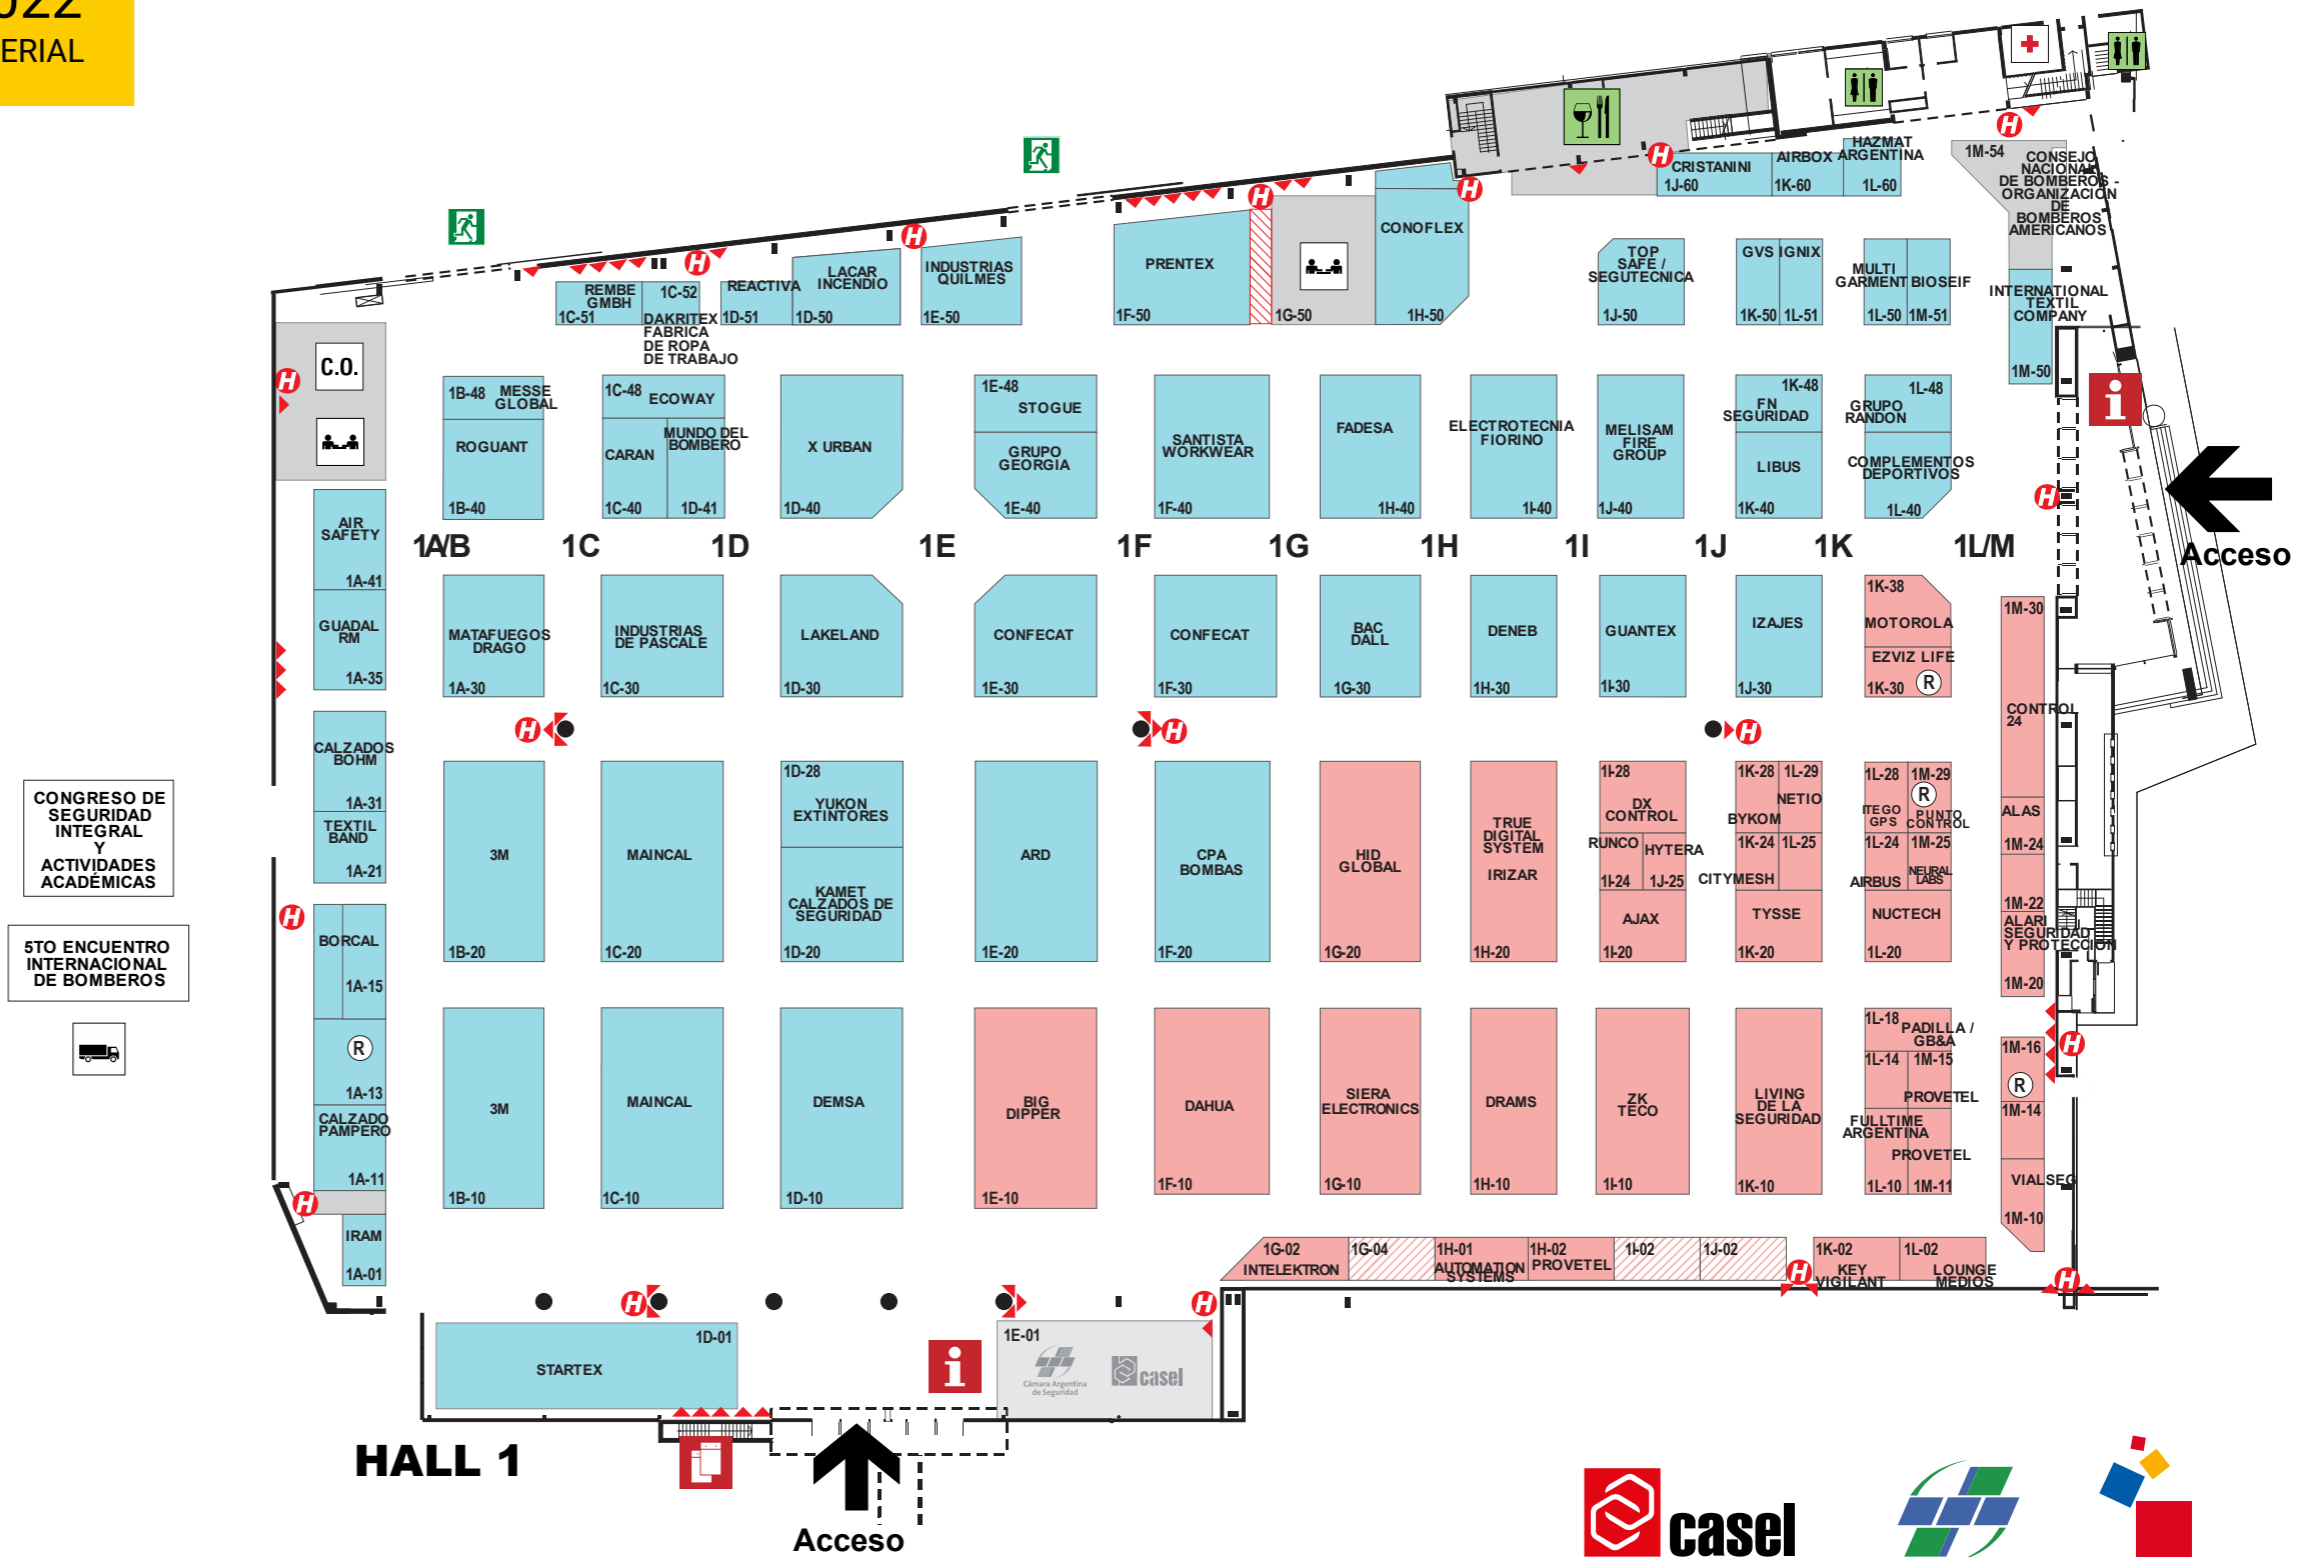 022
ERIAL
1M-54
CONSEJO
NACIONAL
DE BOMBEROS -
ORGANIZACIÓN
DE
BOMBEROS
AMERICANOS
HAZMAT
ARGENTINA
1L-60
AIRBOX
1K-60
CRISTANINI
1J-60
CONOFLEX
1H-50
1G-50
PRENTEX
1F-50
INDUSTRIAS
QUILMES
1E-50
LACAR
INCENDIO
1D-50
REACTIVA
1D-51
1C-52
DAKRITEX
FABRICA
DE ROPA
DE TRABAJO
REMBE
GMBH
1C-51
TOP
SAFE /
SEGUTECNICA
1J-50
GVS
1K-50
IGNIX
1L-51
MULTI
GARMENT
1L-50
BIOSEIF
1M-51
INTERNATIONAL
TEXTIL
COMPANY
1M-50
C.O.
1B-48
MESSE
GLOBAL
ROGUANT
1B-40
1C-48
ECOWAY
CARAN
1C-40
MUNDO DEL
BOMBERO
1D-41
X URBAN
1D-40
1E-48
STOGUE
GRUPO
GEORGIA
1E-40
SANTISTA
WORKWEAR
1F-40
FADESA
1H-40
ELECTROTECNIA
FIORINO
1I-40
MELISAM
FIRE
GROUP
1J-40
1K-48
FN
SEGURIDAD
LIBUS
1K-40
1L-48
GRUPO
RANDON
COMPLEMENTOS
DEPORTIVOS
1L-40
Acceso
1A/B 1C 1D 1E 1F 1G 1H 1I 1J 1K 1L/M
AIR
SAFETY
1A-41
GUADAL
RM
1A-35
MATAFUEGOS
DRAGO
1A-30
INDUSTRIAS
DE PASCALE
1C-30
LAKELAND
1D-30
CONFECAT
1E-30
CONFECAT
1F-30
BAC
DALL
1G-30
DENEB
1H-30
GUANTEX
1I-30
IZAJES
1J-30
1K-38
MOTOROLA
EZVIZ LIFE
1K-30
R
1M-30
CONTROL
24
ALAS
1M-24
1M-22
ALARI
SEGURIDAD
Y PROTECCIÓN
1M-20
CALZADOS
BOHM
1A-31
TEXTIL
BAND
1A-21
BORCAL
1A-15
R
1A-13
CALZADO
PAMPERO
1A-11
IRAM
1A-01
CONGRESO DE
SEGURIDAD
INTEGRAL
Y
ACTIVIDADES
ACADÉMICAS
5TO ENCUENTRO
INTERNACIONAL
DE BOMBEROS
3M
1B-20
MAINCAL
1C-20
1D-28
YUKON
EXTINTORES
KAMET
CALZADOS DE
SEGURIDAD
1D-20
ARD
1E-20
CPA
BOMBAS
1F-20
HID
GLOBAL
1G-20
TRUE
DIGITAL
SYSTEM
IRIZAR
1H-20
1I-28
DX
CONTROL
RUNCO
1I-24
HYTERA
1J-25
AJAX
1I-20
1K-28
BYKOM
1L-29
NETIO
1K-24
CITYMESH
1L-25
TYSSE
1K-20
1L-28
ITEGO
GPS
1M-29
R
PUNTO
CONTROL
1L-24
AIRBUS
1M-25
NEURAL
LABS
NUCTECH
1L-20
3M
1B-10
MAINCAL
1C-10
DEMSA
1D-10
BIG
DIPPER
1E-10
DAHUA
1F-10
SIERA
ELECTRONICS
1G-10
DRAMS
1H-10
ZK
TECO
1I-10
LIVING
DE LA
SEGURIDAD
1K-10
1L-18
PADILLA /
GB&A
1L-14
1M-15
PROVETEL
FULLTIME
ARGENTINA
1L-10
PROVETEL
1M-11
1M-16
R
1M-14
VIALSEG
1M-10
1G-02
INTELEKTRON
1G-04
1H-01
AUTOMATION
SYSTEMS
1H-02
PROVETEL
1I-02
1J-02
1K-02
KEY
VIGILANT
1L-02
LOUNGE
MEDIOS
1D-01
STARTEX
i
1E-01
Cámara Argentina
de Seguridad
casel
HALL 1
Acceso
casel
H H H H H H H H H H H H H H H H H H H H
i